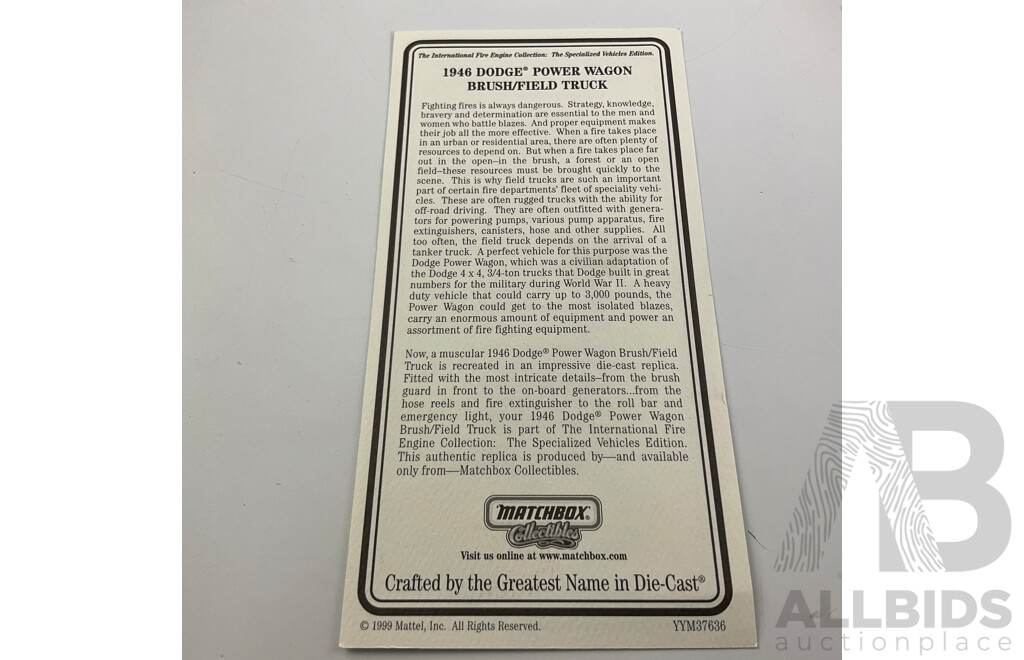 The International Fire Engine Collection: The Specialized Vehicles Edition.
1946 DODGE® POWER WAGON
BRUSH/FIELD TRUCK
Fighting fires is always dangerous. Strategy, knowledge,
bravery and determination are essential to the men and
women who battle blazes. And proper equipment makes
their job all the more effective. When a fire takes place
in an urban or residential area, there are often plenty of
resources to depend on. But when a fire takes place far
out in the open–in the brush, a forest or an open
field–these resources must be brought quickly to the
scene. This is why field trucks are such an important
part of certain fire departments' fleet of speciality vehi-
cles. These are often rugged trucks with the ability for
off-road driving. They are often outfitted with genera-
tors for powering pumps, various pump apparatus, fire
extinguishers, canisters, hose and other supplies. All
too often, the field truck depends on the arrival of a
tanker truck. A perfect vehicle for this purpose was the
Dodge Power Wagon, which was a civilian adaptation of
the Dodge 4 x 4, 3/4-ton trucks that Dodge built in great
numbers for the military during World War II. A heavy
duty vehicle that could carry up to 3,000 pounds, the
Power Wagon could get to the most isolated blazes,
carry an enormous amount of equipment and power an
assortment of fire fighting equipment.
Now, a muscular 1946 Dodge® Power Wagon Brush/Field
Truck is recreated in an impressive die-cast replica.
Fitted with the most intricate details–from the brush
guard in front to the on-board generators...from the
hose reels and fire extinguisher to the roll bar and
emergency light, your 1946 Dodge® Power Wagon
Brush/Field Truck is part of The International Fire
Engine Collection: The Specialized Vehicles Edition.
This authentic replica is produced by—and available
only from—Matchbox Collectibles.
MATCHBOX®
Collectibles
Visit us online at www.matchbox.com
Crafted by the Greatest Name in Die-Cast®
© 1999 Mattel, Inc. All Rights Reserved. YYM37636
AB
ALLBIDS
auctionplace